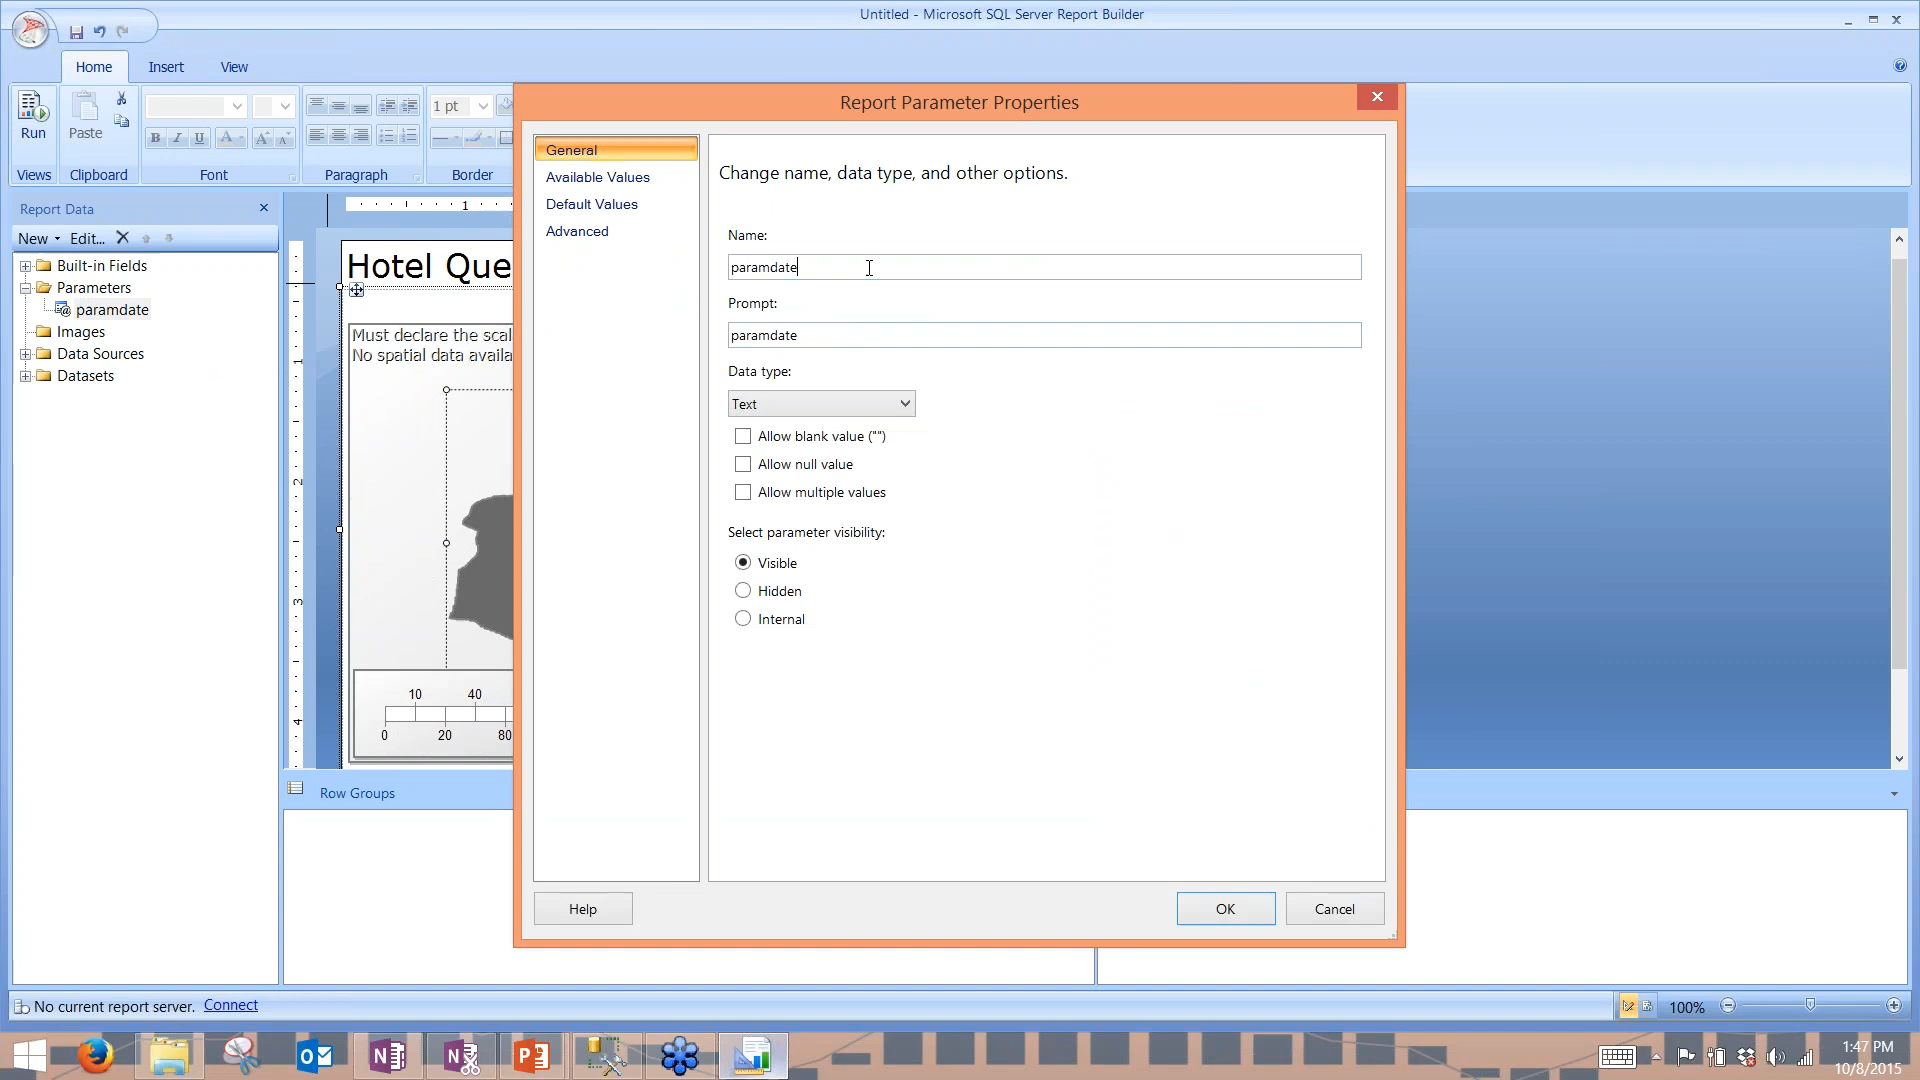 Untitled - Microsoft SQL Server Report Builder
Home Insert View
Run
Paste
1 pt
B I U A A A
Views Clipboard Font Paragraph Border
Report Data
New Edit...
Built-in Fields
Parameters
paramdate
Images
Data Sources
Datasets
1
1
2
3
4
Hotel Que
Must declare the scal
No spatial data availa
10 40
0 20 80
Row Groups
Report Parameter Properties
General
Available Values
Default Values
Advanced
Change name, data type, and other options.
Name:
paramdate
Prompt:
paramdate
Data type:
Text
Allow blank value ("")
Allow null value
Allow multiple values
Select parameter visibility:
Visible
Hidden
Internal
Help OK Cancel
No current report server. Connect
100%
1:47 PM
10/8/2015